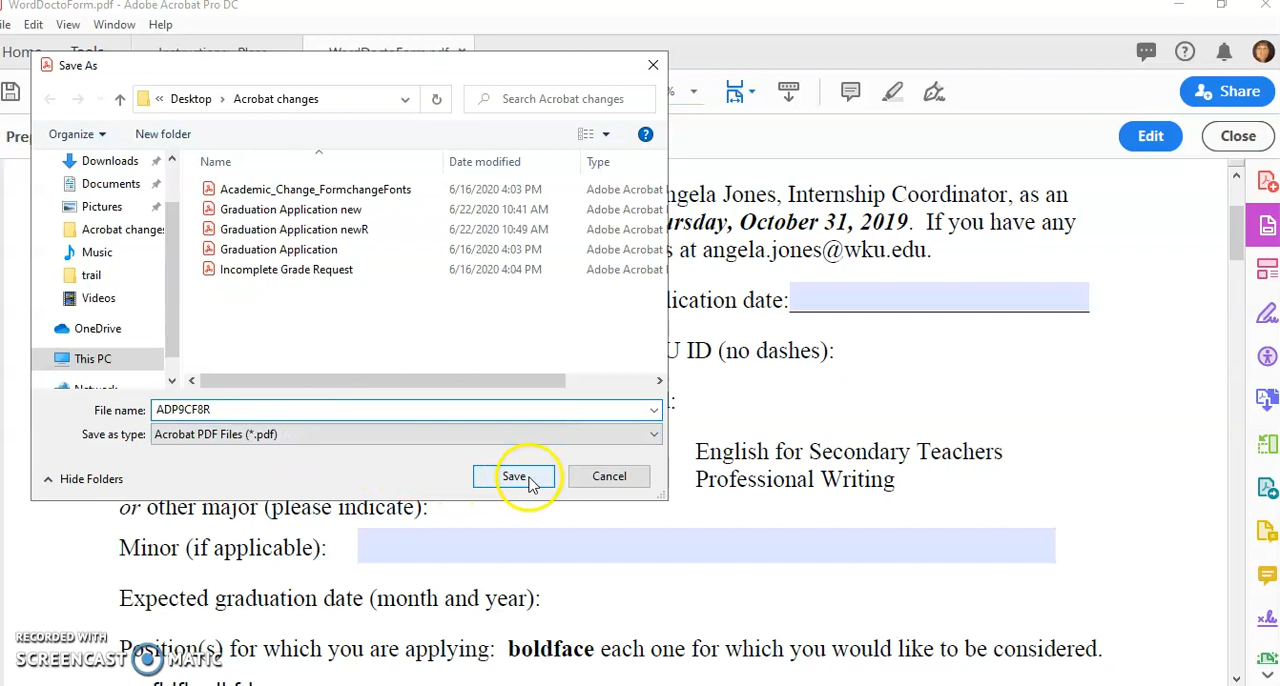 WordDoctoForm.pdf - Adobe Acrobat Pro DC
ile Edit View Window Help
Home Tools
Save As
Desktop Acrobat changes
Search Acrobat changes
%
Share
Organize New folder
Edit Close
Name Date modified Type
Downloads
Documents
Pictures
Acrobat changes
Music
trail
Videos
OneDrive
This PC
Network
Academic_Change_FormchangeFonts 6/16/2020 4:03 PM Adobe Acrobat
Graduation Application new 6/22/2020 10:41 AM Adobe Acrobat
Graduation Application newR 6/22/2020 10:49 AM Adobe Acrobat
Graduation Application 6/16/2020 4:03 PM Adobe Acrobat
Incomplete Grade Request 6/16/2020 4:04 PM Adobe Acrobat
File name: ADP9CF8R
Save as type: Acrobat PDF Files (*.pdf)
Hide Folders Save Cancel
ngela Jones, Internship Coordinator, as an
ursday, October 31, 2019. If you have any
s at angela.jones@wku.edu.
lication date:
U ID (no dashes):
English for Secondary Teachers
Professional Writing
or other major (please indicate):
Minor (if applicable):
Expected graduation date (month and year):
Position(s) for which you are applying: boldface each one for which you would like to be considered.
RECORDED WITH
SCREENCAST MATIC